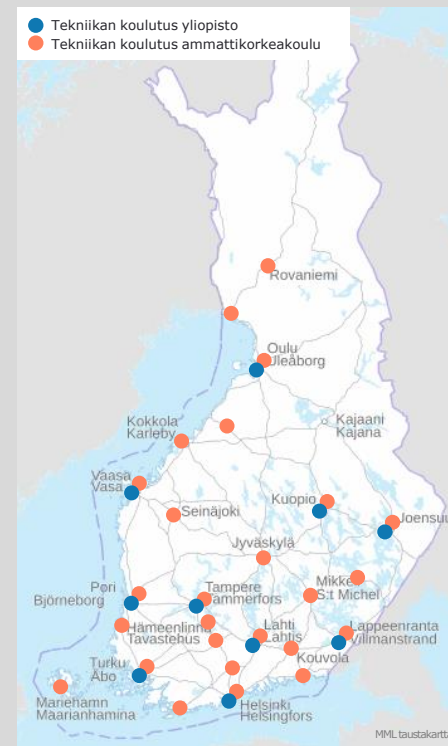 Tekniikan koulutus yliopisto
Tekniikan koulutus ammattikorkeakoulu
Rovaniemi
Oulu
Uleåborg
Kokkola
Karleby
Kajaani
Kajana
Vaasa
Vasa
Seinäjoki
Kuopio
Joensuu
Jyväskylä
Pori
Björneborg
Tampere
Tammerfors
Mikkeli
S:t Michel
Hämeenlinna
Tavastehus
Lahti
Lahtis
Lappeenranta
Villmanstrand
Kouvola
Turku
Åbo
Helsinki
Helsingfors
Mariehamn
Maarianhamina
MML taustakartta